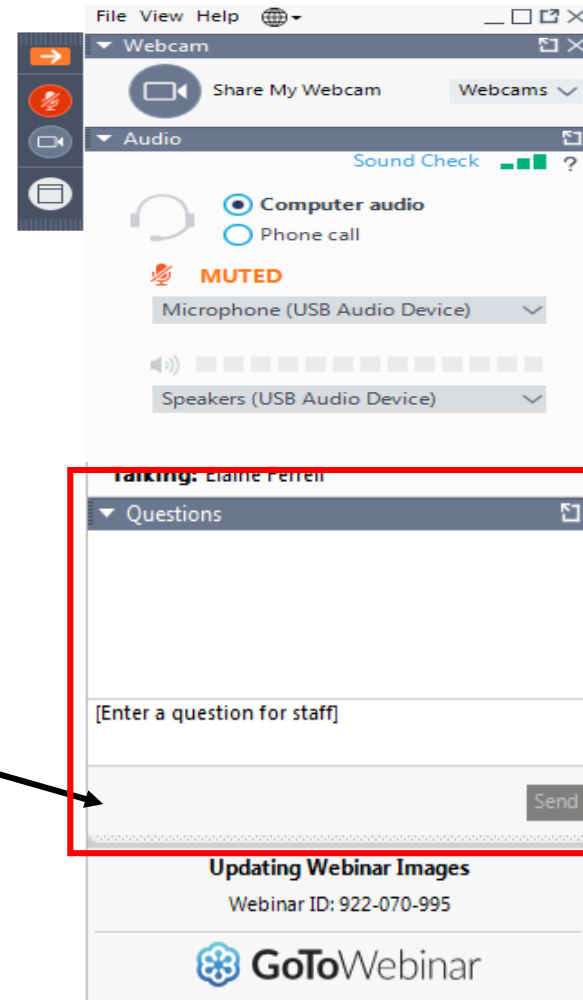 File View Help
Webcam
Share My Webcam Webcams
Audio
Sound Check ?
Computer audio
Phone call
MUTED
Microphone (USB Audio Device)
Speakers (USB Audio Device)
Talking: Elaine Ferrell
Questions
[Enter a question for staff]
Send
Updating Webinar Images
Webinar ID: 922-070-995
GoToWebinar